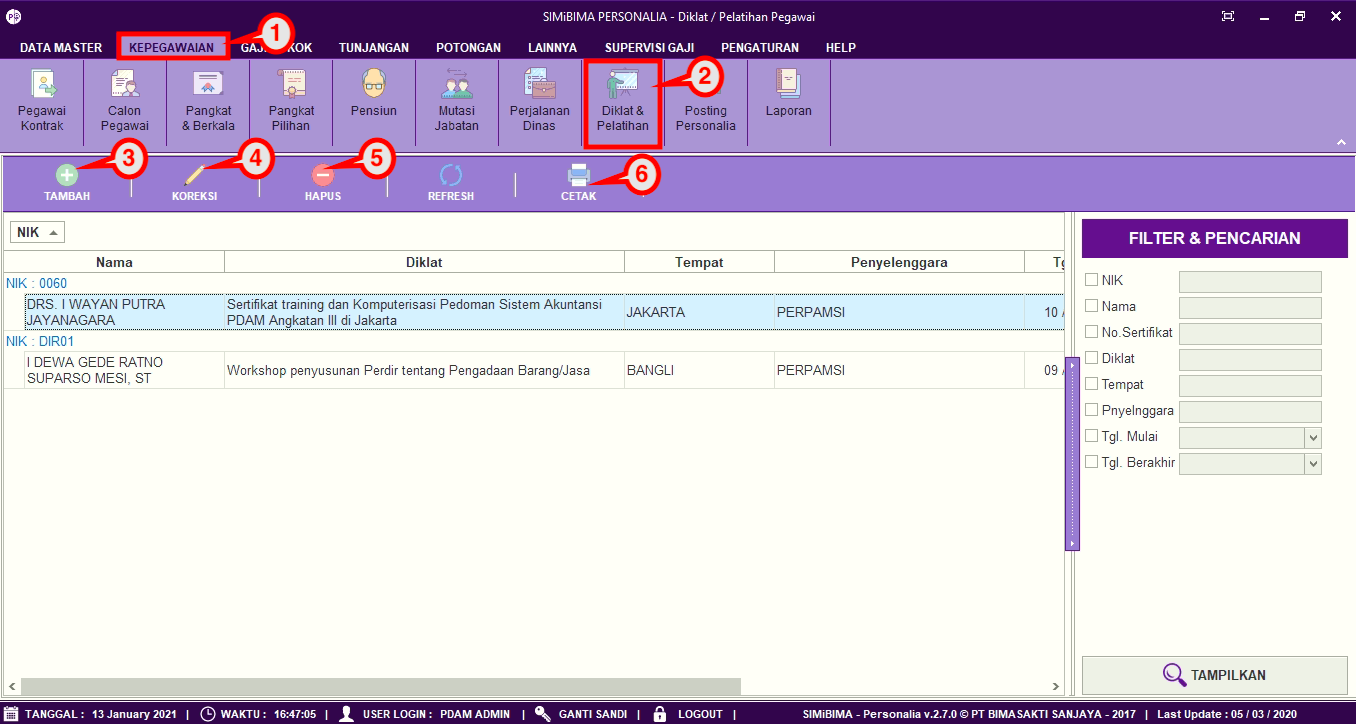 SIMiBIMA PERSONALIA - Diklat / Pelatihan Pegawai
DATA MASTER KEPEGAWAIAN 1 OK TUNJANGAN POTONGAN LAINNYA SUPERVISI GAJI PENGATURAN HELP
2
Pegawai Kontrak
Calon Pegawai
Pangkat & Berkala
Pangkat Pilihan
Pensiun
Mutasi Jabatan
Perjalanan Dinas
Diklat & Pelatihan
Posting Personalia
Laporan
3 4 5 6
TAMBAH KOREKSI HAPUS REFRESH CETAK
NIK
Nama Diklat Tempat Penyelenggara
NIK : 0060
DRS. I WAYAN PUTRA JAYANAGARA
Sertifikat training dan Komputerisasi Pedoman Sistem Akuntansi
PDAM Angkatan III di Jakarta
JAKARTA
PERPAMSI
10 /
NIK : DIR01
I DEWA GEDE RATNO SUPARSO MESI, ST
Workshop penyusunan Perdir tentang Pengadaan Barang/Jasa
BANGLI
PERPAMSI
09 /
FILTER & PENCARIAN
NIK
Nama
No.Sertifikat
Diklat
Tempat
Pnyelnggara
Tgl. Mulai
Tgl. Berakhir
TAMPILKAN
TANGGAL : 13 January 2021 | WAKTU : 16:47:05 | USER LOGIN : PDAM ADMIN | GANTI SANDI | LOGOUT | SIMiBIMA - Personalia v.2.7.0 © PT BIMASAKTI SANJAYA - 2017 | Last Update : 05 / 03 / 2020